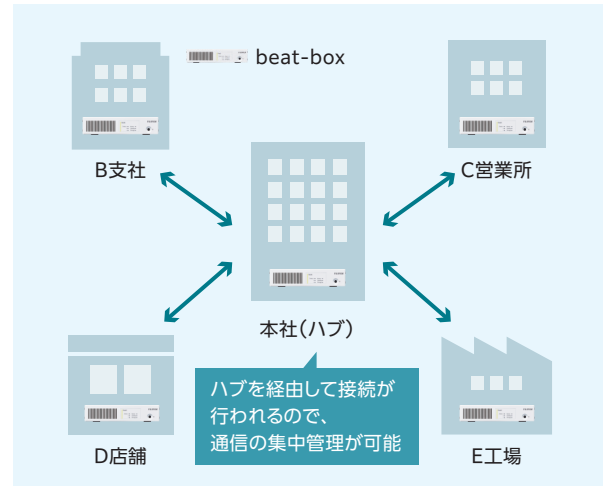 beat-box
B支社
C営業所
本社(ハブ)
ハブを経由して接続が
行われるので、
通信の集中管理が可能
D店舗
E工場